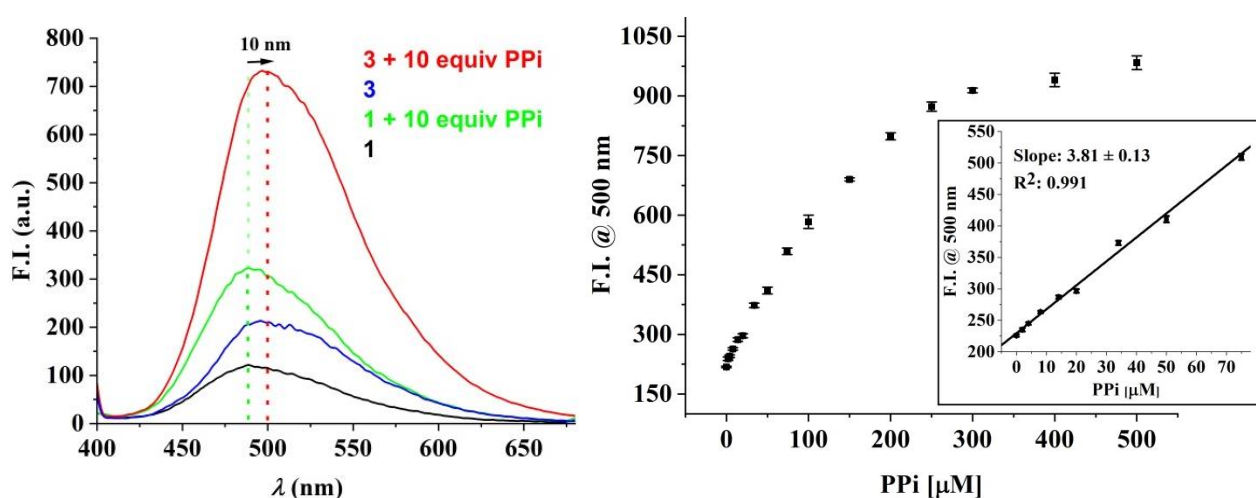 800
700
600
500
400
300
200
100
0
F.I. (a.u.)
10 nm
3 + 10 equiv PPi
3
1 + 10 equiv PPi
1
400 450 500 550 600 650
λ (nm)
1050
900
750
600
450
300
150
F.I. @ 500 nm
0 100 200 300 400 500
PPi [μM]
550
500
450
400
350
300
250
200
F.I. @ 500 nm
Slope: 3.81 ± 0.13
R²: 0.991
0 10 20 30 40 50 60 70
PPi [μM]